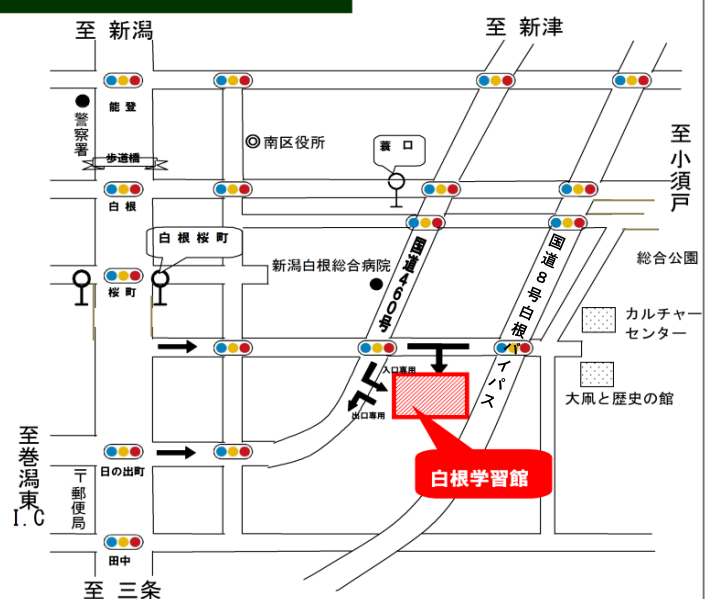 至 新潟
至 新津
能 登
警察署
歩道橋
南区役所
蓑 口
至小須戸
白 根
白 根 桜 町
新潟白根総合病院
国道460号
国道8号白根バイパス
総合公園
桜 町
カルチャー
センター
入口専用
出口専用
大凧と歴史の館
至巻潟東
I.C
日の出町
〒郵便局
白根学習館
田中
至 三条